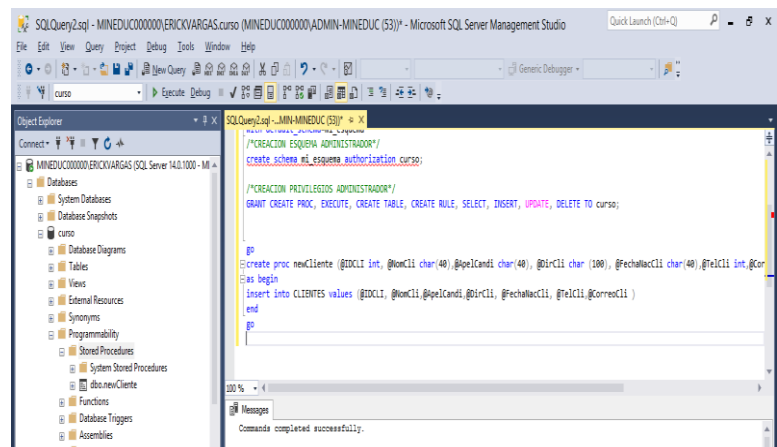 SQLQuery2.sql - MINEDUC000000\ERICKVARGAS.curso (MINEDUC000000\ADMIN-MINEDUC (53))* - Microsoft SQL Server Management Studio
Quick Launch (Ctrl+Q)
File Edit View Query Project Debug Tools Window Help
New Query
Generic Debugger
curso
Execute Debug
Object Explorer
SQLQuery2.sql -...MIN-MINEDUC (53))*
Connect
MINEDUC000000\ERICKVARGAS (SQL Server 14.0.1000 - MI
Databases
System Databases
Database Snapshots
curso
Database Diagrams
Tables
Views
External Resources
Synonyms
Programmability
Stored Procedures
System Stored Procedures
dbo.newCliente
Functions
Database Triggers
Assemblies
with default_schema=mi_esquema
/*CREACION ESQUEMA ADMINISTRADOR*/
create schema mi_esquema authorization curso;
/*CREACION PRIVILEGIOS ADMINISTRADOR*/
GRANT CREATE PROC, EXECUTE, CREATE TABLE, CREATE RULE, SELECT, INSERT, UPDATE, DELETE TO curso;
go
create proc newCliente (@IDCLI int, @NomCli char(40),@ApelCandi char(40), @DirCli char (100), @FechaNacCli char(40),@TelCli int,@Cor
as begin
insert into CLIENTES values (@IDCLI, @NomCli,@ApelCandi,@DirCli, @FechaNacCli, @TelCli,@CorreoCli )
end
go
100 %
Messages
Commands completed successfully.